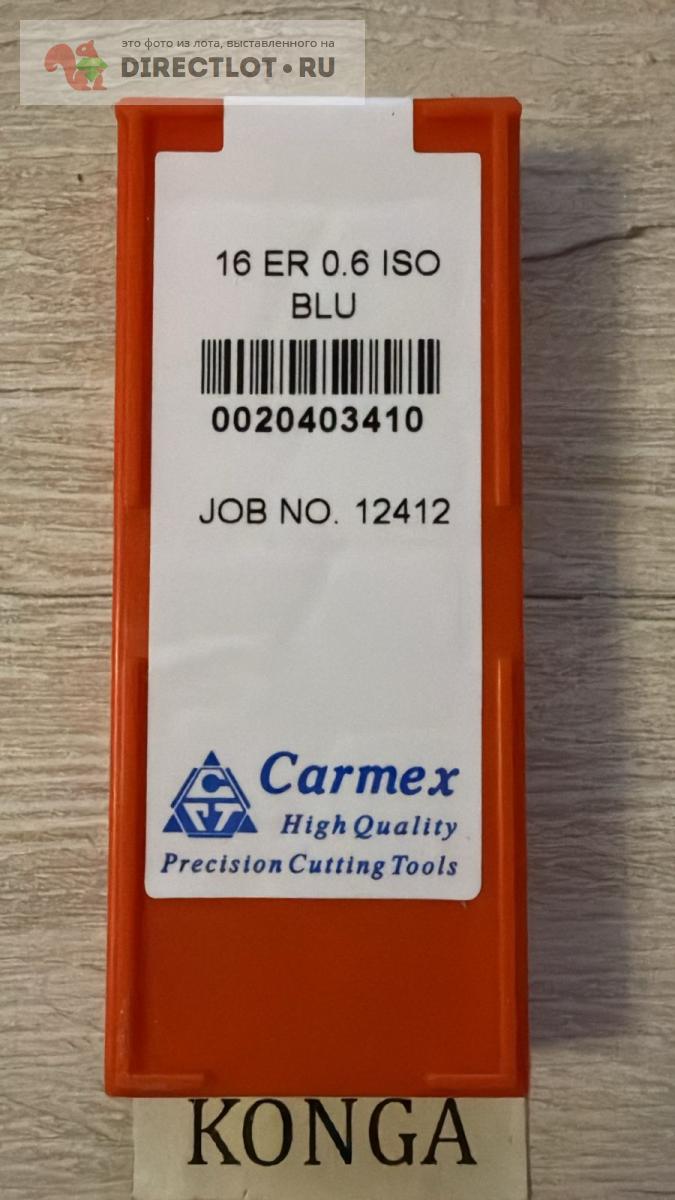 это фото из лота, выставленного на
DIRECTLOT•RU
16 ER 0.6 ISO
BLU
0020403410
JOB NO. 12412
Carmex
High Quality
Precision Cutting Tools
KONGA